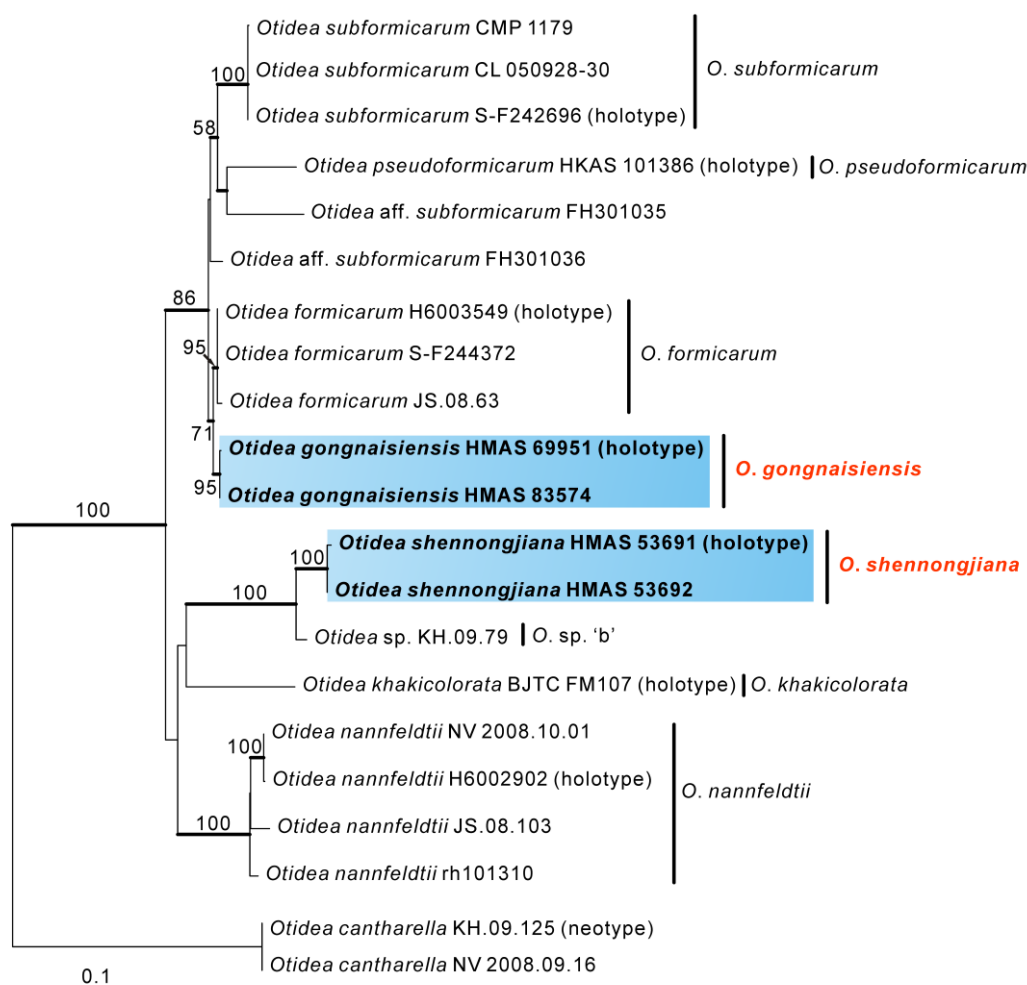 Otidea subformicarum CMP 1179
100
Otidea subformicarum CL 050928-30
O. subformicarum
Otidea subformicarum S-F242696 (holotype)
58
Otidea pseudoformicarum HKAS 101386 (holotype)
O. pseudoformicarum
Otidea aff. subformicarum FH301035
Otidea aff. subformicarum FH301036
86
Otidea formicarum H6003549 (holotype)
95
Otidea formicarum S-F244372
O. formicarum
Otidea formicarum JS.08.63
71
Otidea gongnaisiensis HMAS 69951 (holotype)
O. gongnaisiensis
95
Otidea gongnaisiensis HMAS 83574
100
Otidea shennongjiana HMAS 53691 (holotype)
100
O. shennongjiana
100
Otidea shennongjiana HMAS 53692
Otidea sp. KH.09.79
O. sp. ‘b’
Otidea khakicolorata BJTC FM107 (holotype)
O. khakicolorata
Otidea nannfeldtii NV 2008.10.01
100
Otidea nannfeldtii H6002902 (holotype)
O. nannfeldtii
100
Otidea nannfeldtii JS.08.103
Otidea nannfeldtii rh101310
Otidea cantharella KH.09.125 (neotype)
Otidea cantharella NV 2008.09.16
0.1